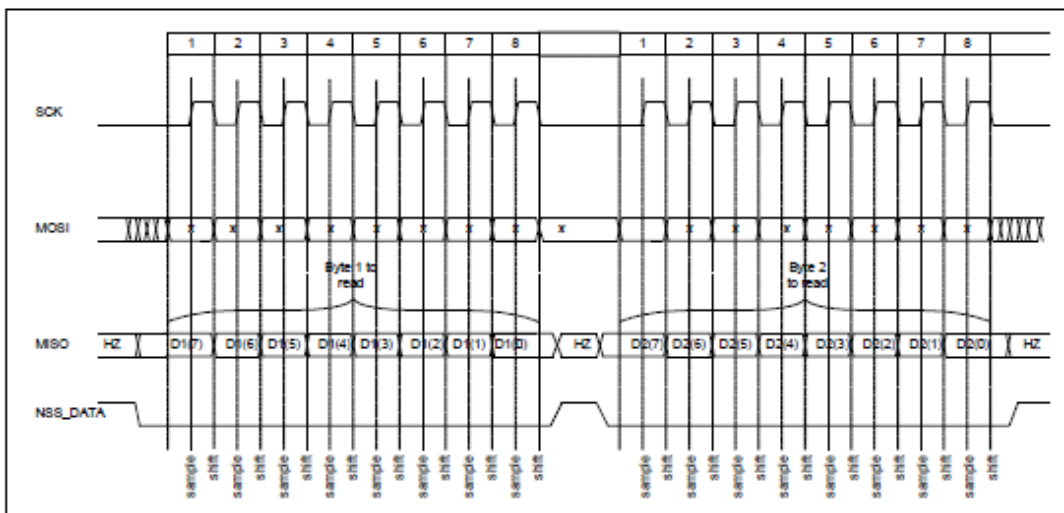 1 2 3 4 5 6 7 8 1 2 3 4 5 6 7 8
SCK
MOSI x x x x x x x x x x x x x x x x
Byte 1 to
read
Byte 2
to read
MISO HZ D1(7) D1(6) D1(5) D1(4) D1(3) D1(2) D1(1) D1(0) HZ D2(7) D2(6) D2(5) D2(4) D2(3) D2(2) D2(1) D2(0) HZ
NSS_DATA
sample shift sample shift sample shift sample shift sample shift sample shift sample shift sample shift sample shift sample shift sample shift sample shift sample shift sample shift sample shift sample shift